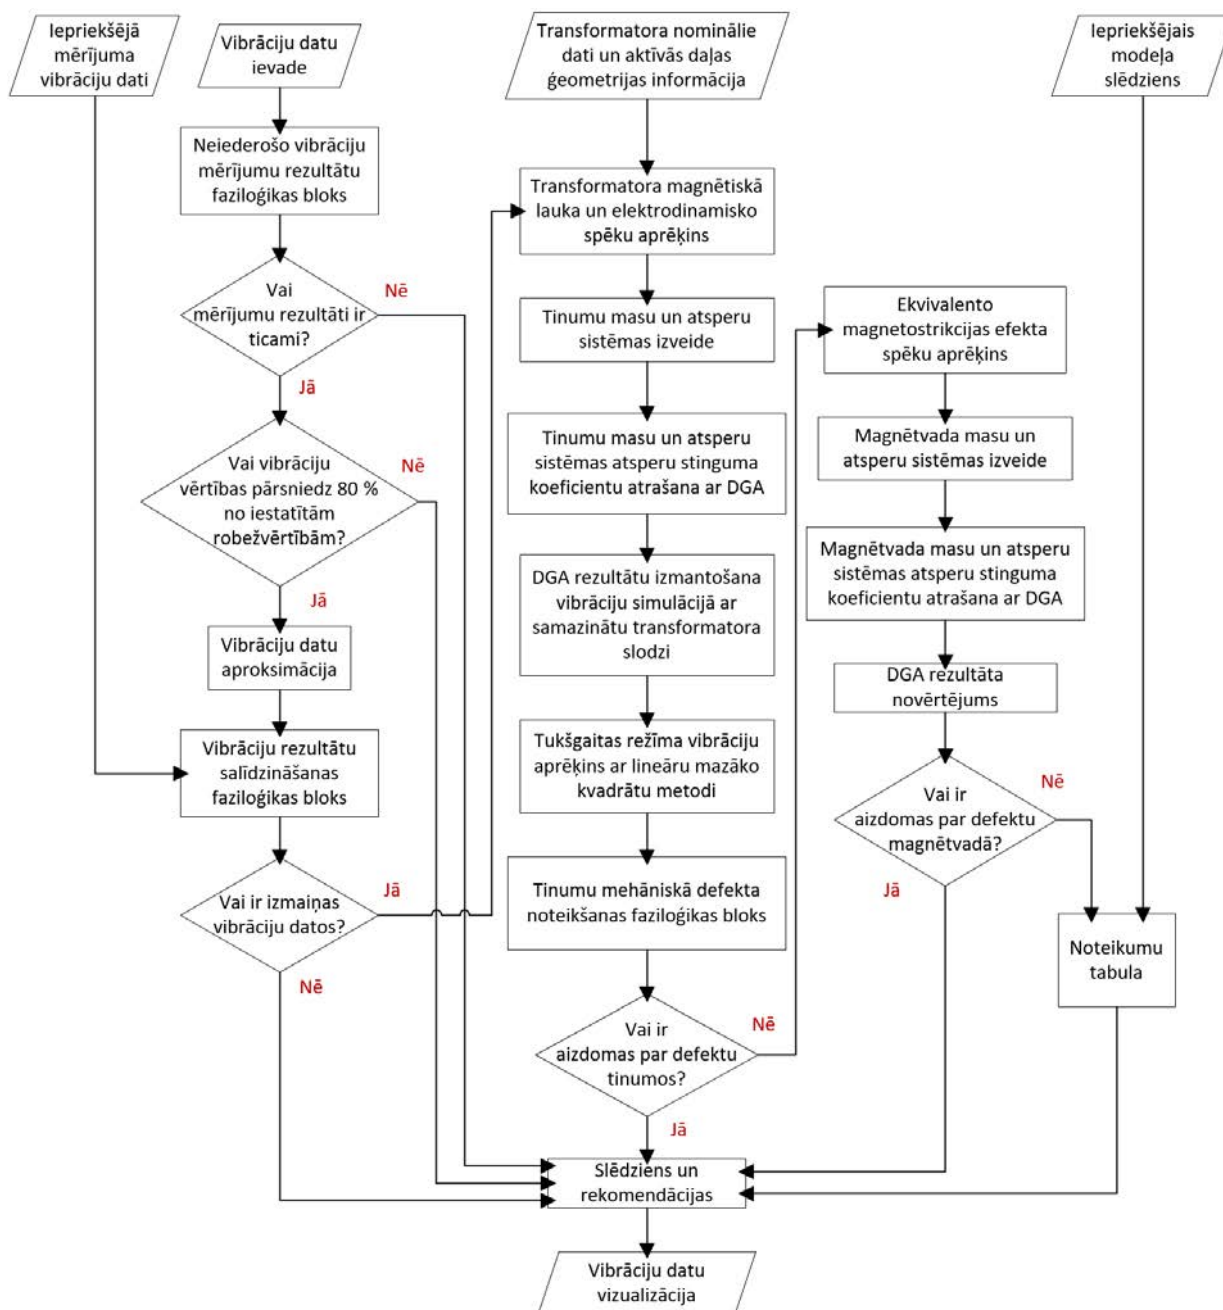 Iepriekšējā
mērījuma
vibrāciju dati
Vibrāciju datu
ievade
Neiederošo vibrāciju
mērījumu rezultātu
faziloģikas bloks
Vai
mērījumu rezultāti ir
ticami?
Nē
Jā
Vai vibrāciju
vērtības pārsniedz 80 %
no iestatītām
robežvērtībām?
Nē
Jā
Vibrāciju datu
aproksimācija
Vibrāciju rezultātu
salīdzināšanas
faziloģikas bloks
Vai ir izmaiņas
vibrāciju datos?
Jā
Nē
Transformatora nominālie
dati un aktīvās daļas
ģeometrijas informācija
Transformatora magnētiskā
lauka un elektrodinamisko
spēku aprēķins
Tinumu masu un atsperu
sistēmas izveide
Tinumu masu un atsperu
sistēmas atsperu stinguma
koeficientu atrašana ar DGA
DGA rezultātu izmantošana
vibrāciju simulācijā ar
samazinātu transformatora
slodzi
Tukšgaitas režīma vibrāciju
aprēķins ar lineāru mazāko
kvadrātu metodi
Tinumu mehāniskā defekta
noteikšanas faziloģikas bloks
Vai ir
aizdomas par defektu
tinumos?
Nē
Jā
Ekvivalento
magnetostrikcijas efekta
spēku aprēķins
Magnētvada masu un
atsperu sistēmas izveide
Magnētvada masu un atsperu
sistēmas atsperu stinguma
koeficientu atrašana ar DGA
DGA rezultāta
novērtējums
Vai ir
aizdomas par defektu
magnētvadā?
Nē
Jā
Iepriekšējais
modeļa
slēdziens
Noteikumu
tabula
Slēdziens un
rekomendācijas
Vibrāciju datu
vizualizācija